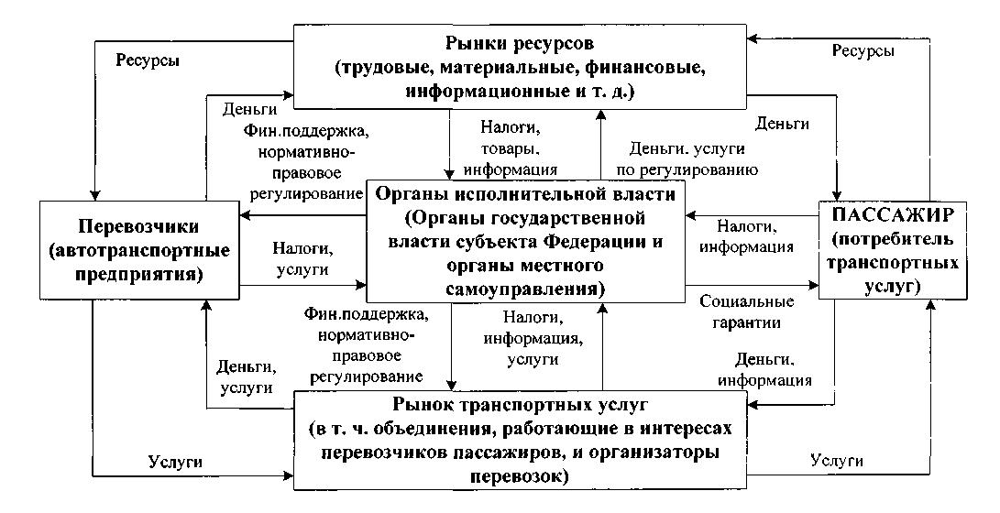 Рынки ресурсов
(трудовые, материальные, финансовые,
информационные и т. д.)
Ресурсы
Ресурсы
Деньги
Фин.поддержка,
нормативно-
правовое
регулирование
Налоги,
товары,
информация
Деньги. услуги
по регулированию
Деньги
Перевозчики
(автотранспортные
предприятия)
Органы исполнительной власти
(Органы государственной
власти субъекта Федерации и
органы местного
самоуправления)
ПАССАЖИР
(потребитель
транспортных
услуг)
Налоги,
услуги
Налоги,
информация
Социальные
гарантии
Фин.поддержка,
нормативно-
правовое
регулирование
Налоги,
информация,
услуги
Деньги,
услуги
Деньги,
информация
Рынок транспортных услуг
(в т. ч. объединения, работающие в интересах
перевозчиков пассажиров, и организаторы
перевозок)
Услуги
Услуги